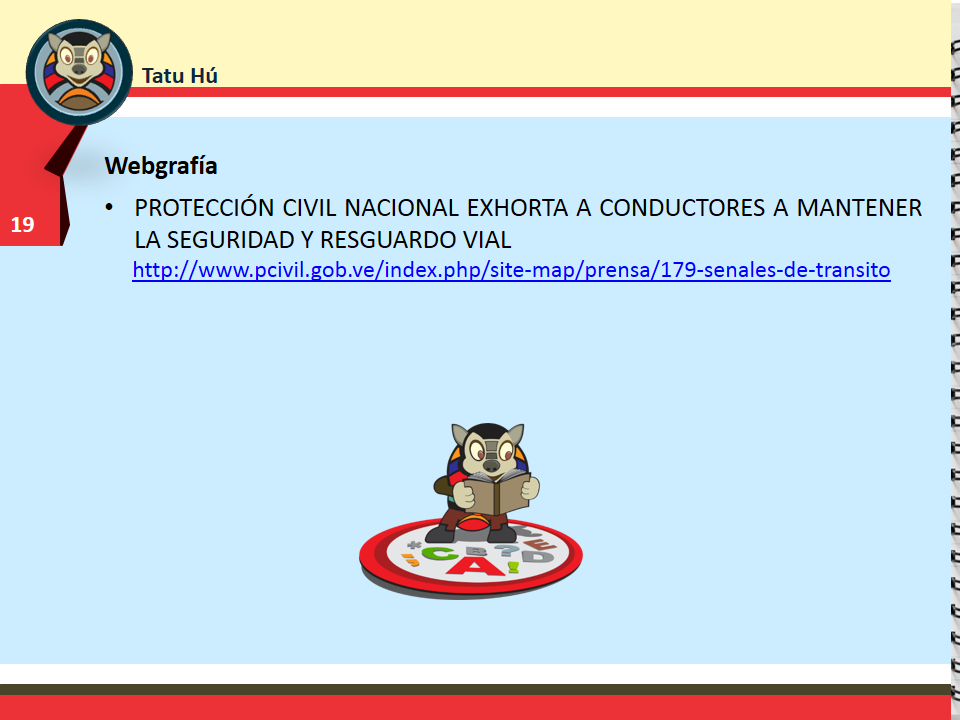 Tatu Hú
Webgrafía
19
• PROTECCIÓN CIVIL NACIONAL EXHORTA A CONDUCTORES A MANTENER
LA SEGURIDAD Y RESGUARDO VIAL
http://www.pcivil.gob.ve/index.php/site-map/prensa/179-senales-de-transito
* C B ? E
¡ A ! D